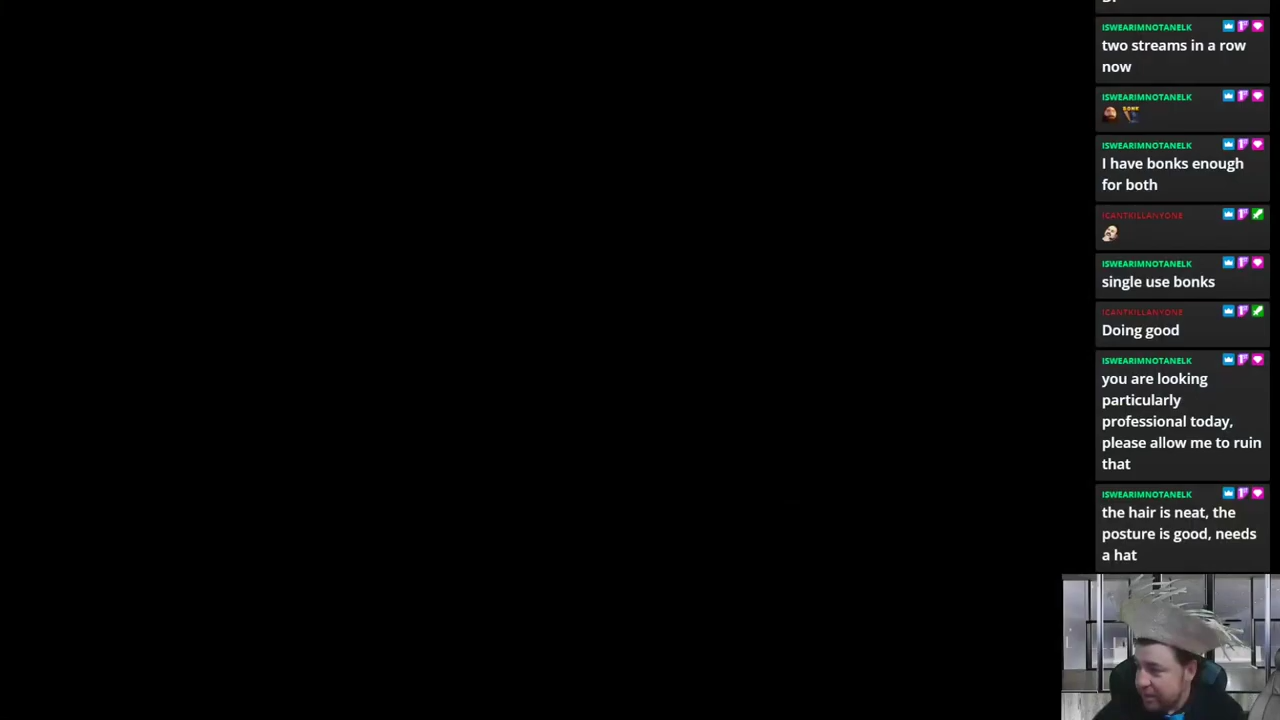 ISWEARIMNOTANELK
two streams in a row
now
ISWEARIMNOTANELK
ISWEARIMNOTANELK
I have bonks enough
for both
ICANTKILLANYONE
ISWEARIMNOTANELK
single use bonks
ICANTKILLANYONE
Doing good
ISWEARIMNOTANELK
you are looking
particularly
professional today,
please allow me to ruin
that
ISWEARIMNOTANELK
the hair is neat, the
posture is good, needs
a hat